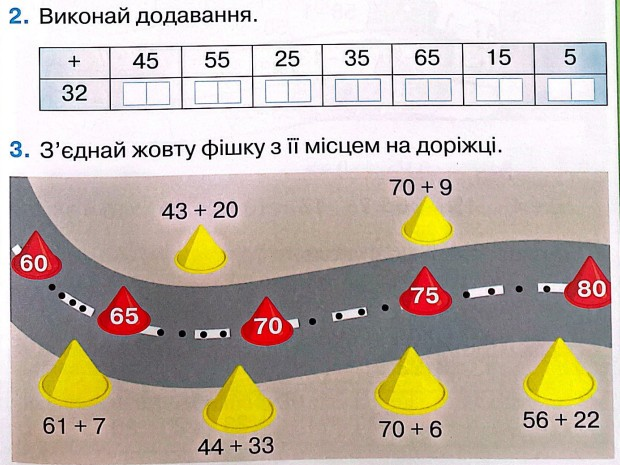 2. Виконай додавання.
+ 45 55 25 35 65 15 5
32
3. З’єднай жовту фішку з її місцем на доріжці.
70 + 9
43 + 20
60
65
70
75
80
61 + 7
44 + 33
70 + 6
56 + 22